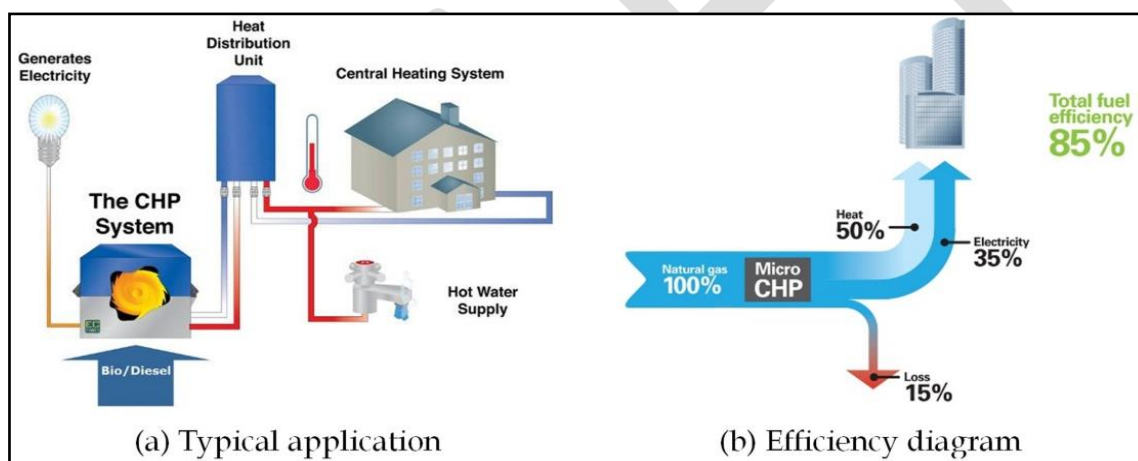 Heat
Distribution
Unit
Generates
Electricity
Central Heating System
The CHP
System
Hot Water
Supply
Bio/Diesel
(a) Typical application
Total fuel
efficiency
85%
Heat
50%
Electricity
35%
Natural gas
100%
Micro
CHP
Loss
15%
(b) Efficiency diagram